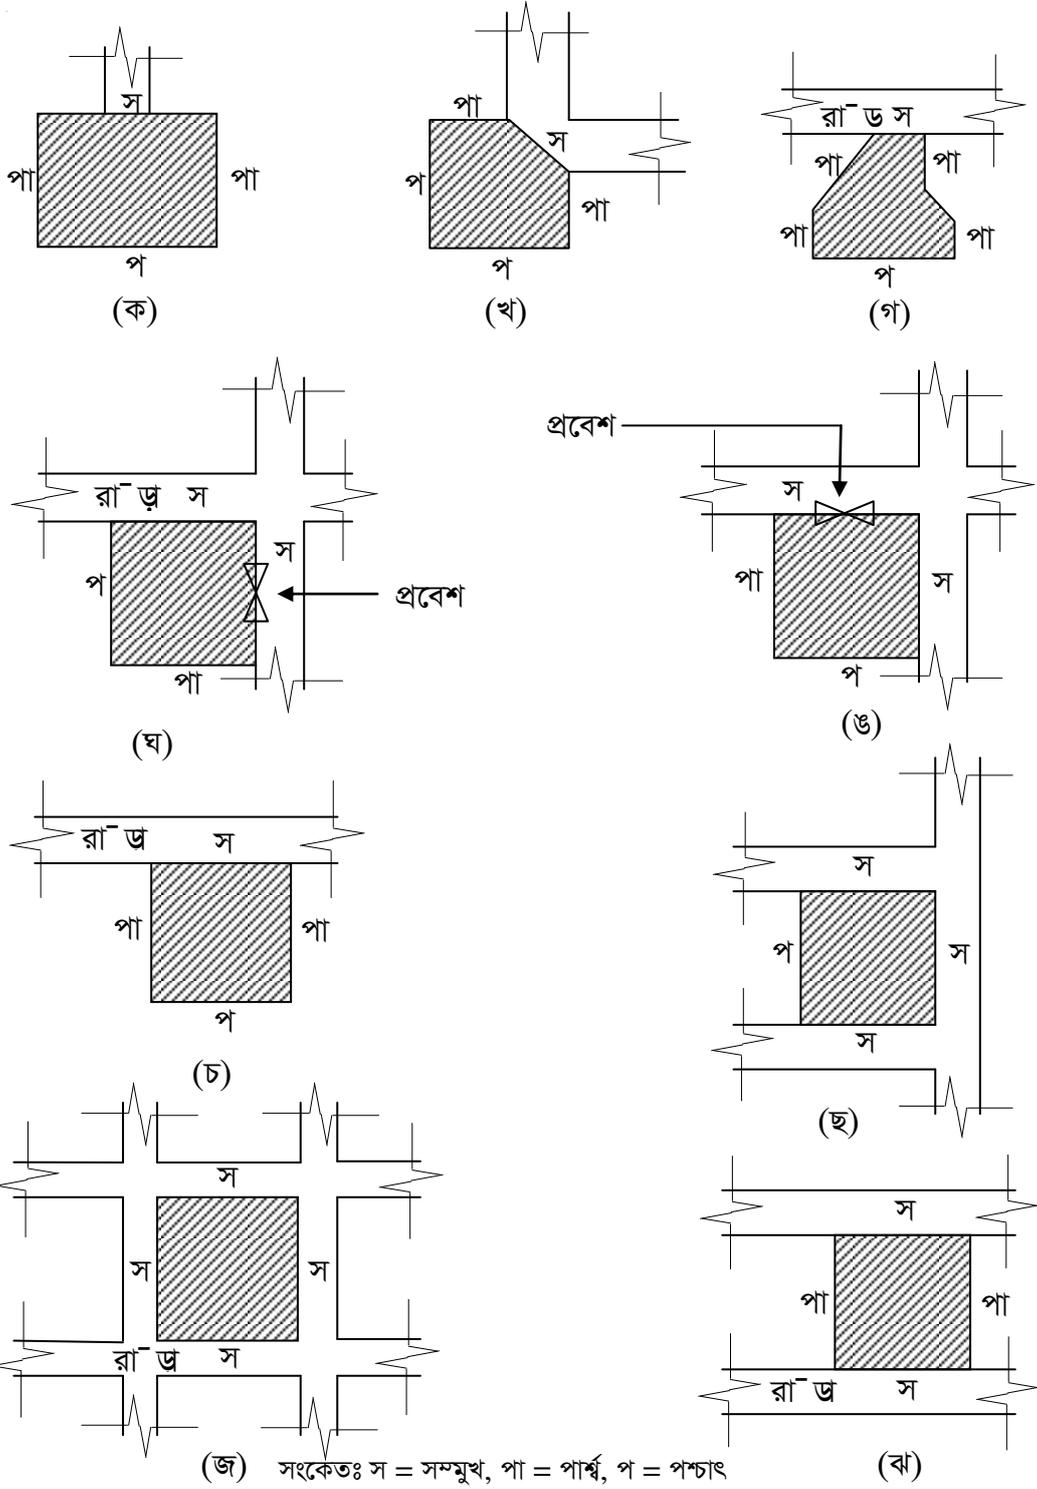 স
পা
পা
প
(ক)
পা
স
প
পা
প
(খ)
রা¯ ড স
পা
পা
পা
পা
প
(গ)
রা¯ ড়া স
স
প
প্রবেশ
পা
(ঘ)
প্রবেশ
স
পা
স
প
(ঙ)
রা¯ ড়া স
পা
পা
প
(চ)
স
প
স
স
(ছ)
স
স
স
রা¯ ড়া স
(জ)
স
পা
পা
রা¯ ড়া স
(ঝ)
সংকেতঃ স = সম্মুখ, পা = পার্শ্ব, প = পশ্চাৎ